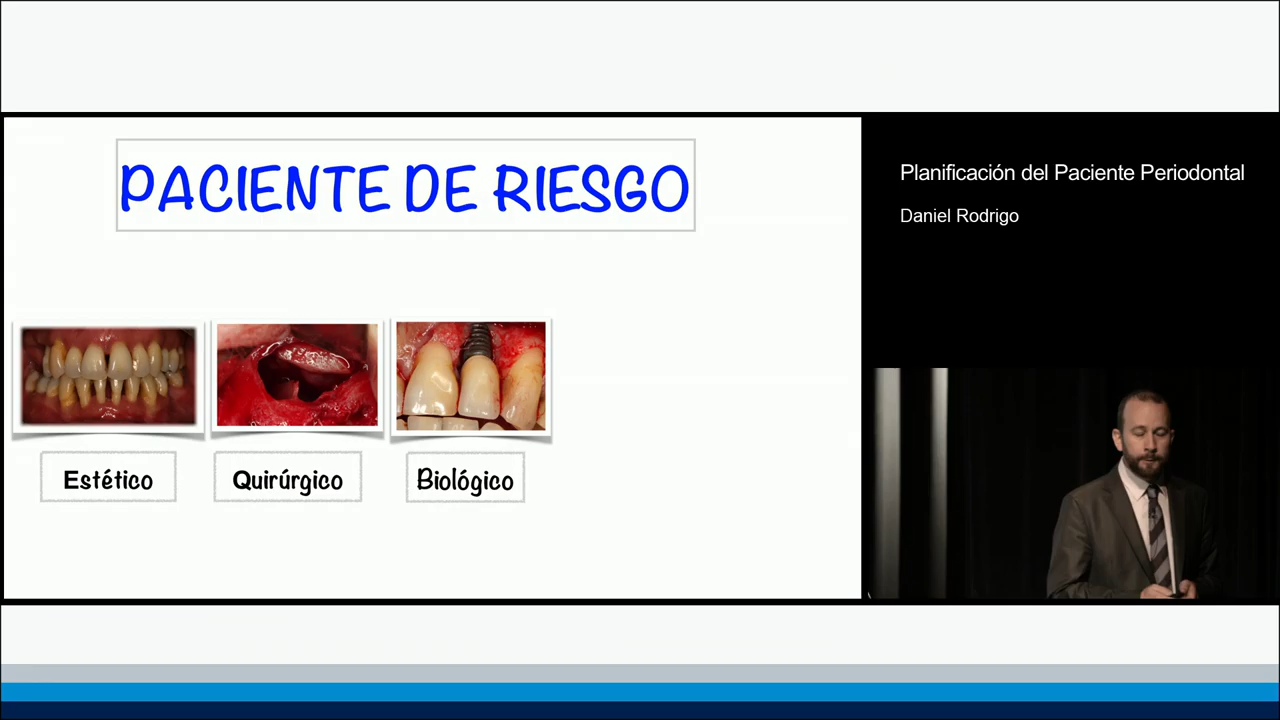 PACIENTE DE RIESGO
Estético
Quirúrgico
Biológico
Planificación del Paciente Periodontal
Daniel Rodrigo